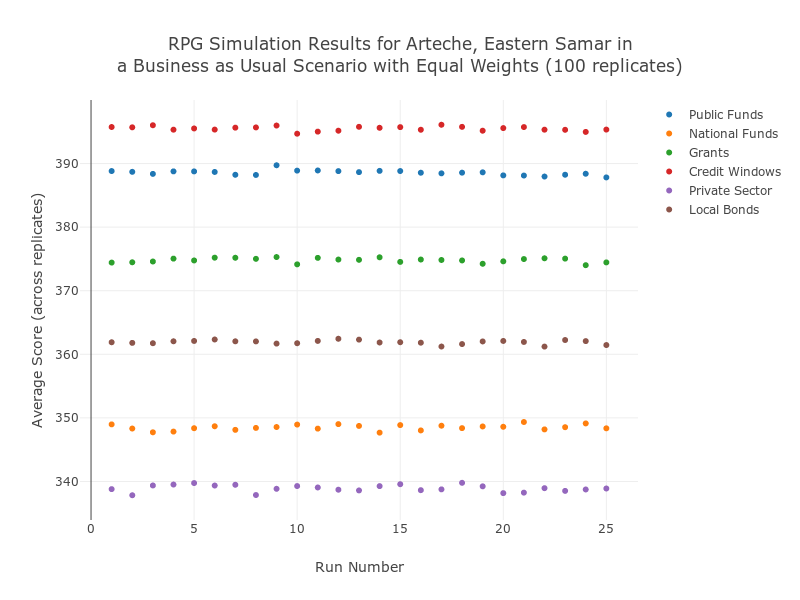 RPG Simulation Results for Arteche, Eastern Samar in
a Business as Usual Scenario with Equal Weights (100 replicates)
Public Funds
National Funds
Grants
Credit Windows
Private Sector
Local Bonds
Average Score (across replicates)
390
380
370
360
350
340
0
5
10
15
20
25
Run Number